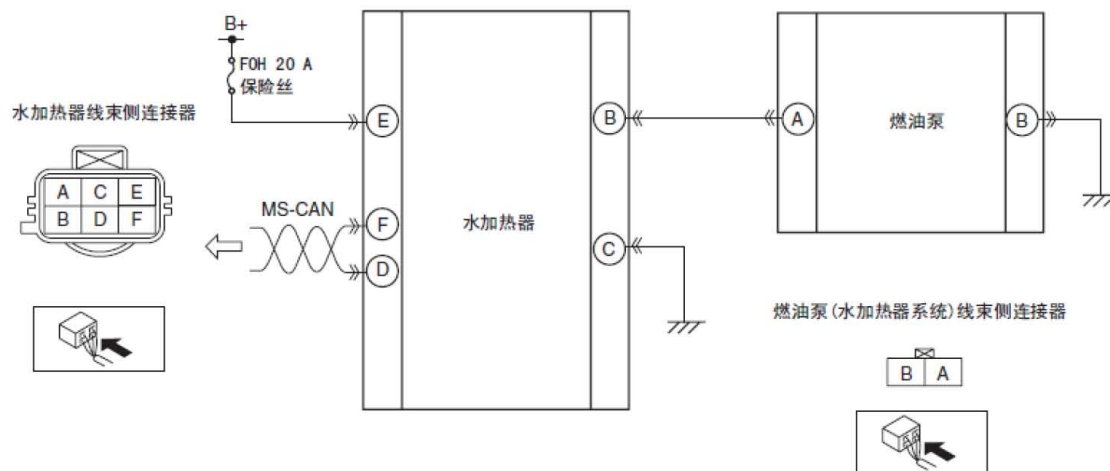 B+
FOH 20 A
保险丝
水加热器线束侧连接器
A C E
B D F
MS-CAN
E
F
D
水加热器
B
C
A
燃油泵
B
燃油泵(水加热器系统)线束侧连接器
B A